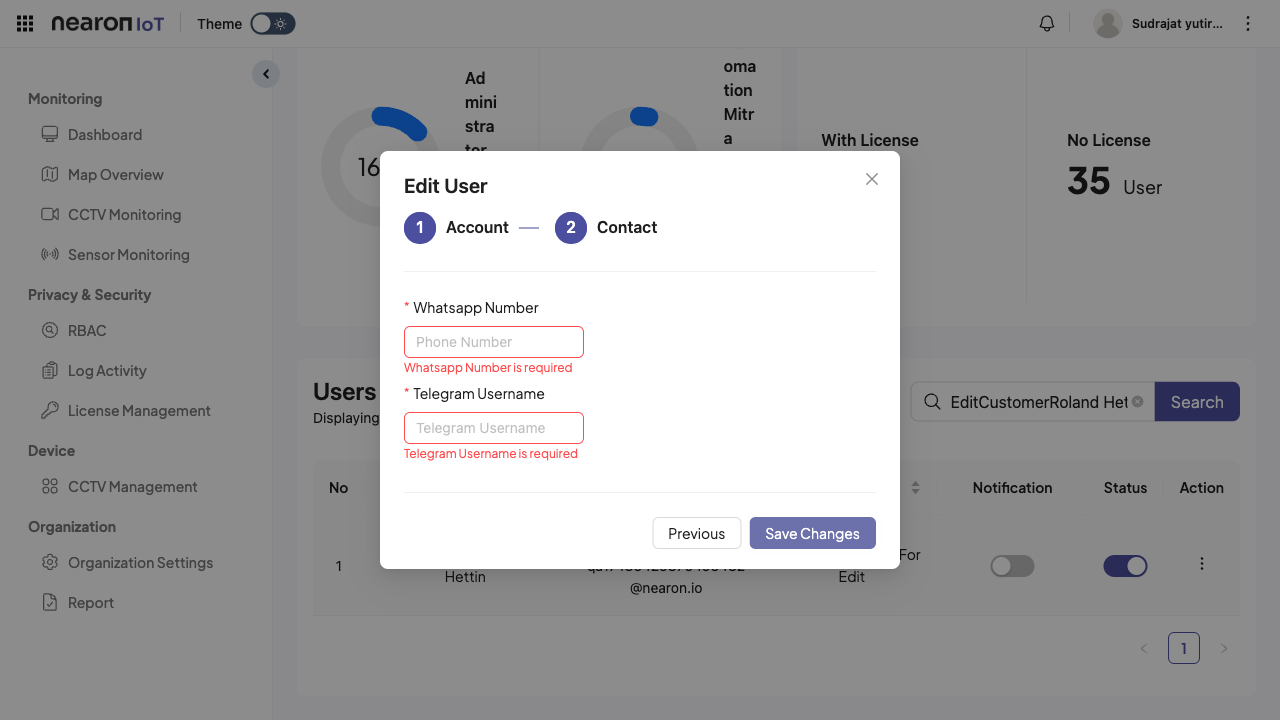 nearon IoT
Theme
Sudrajat yutir...
Monitoring
Dashboard
Map Overview
CCTV Monitoring
Sensor Monitoring
Privacy & Security
RBAC
Log Activity
License Management
Device
CCTV Management
Organization
Organization Settings
Report
16
Ad
mini
stra
tor
oma
tion
Mitr
a
With License
No License
35 User
Users
Displaying
EditCustomerRoland Het
Search
No
Notification
Status
Action
1
Hettin
@nearon.io
For
Edit
1
Edit User
1 Account
2 Contact
* Whatsapp Number
Phone Number
Whatsapp Number is required
* Telegram Username
Telegram Username
Telegram Username is required
Previous
Save Changes